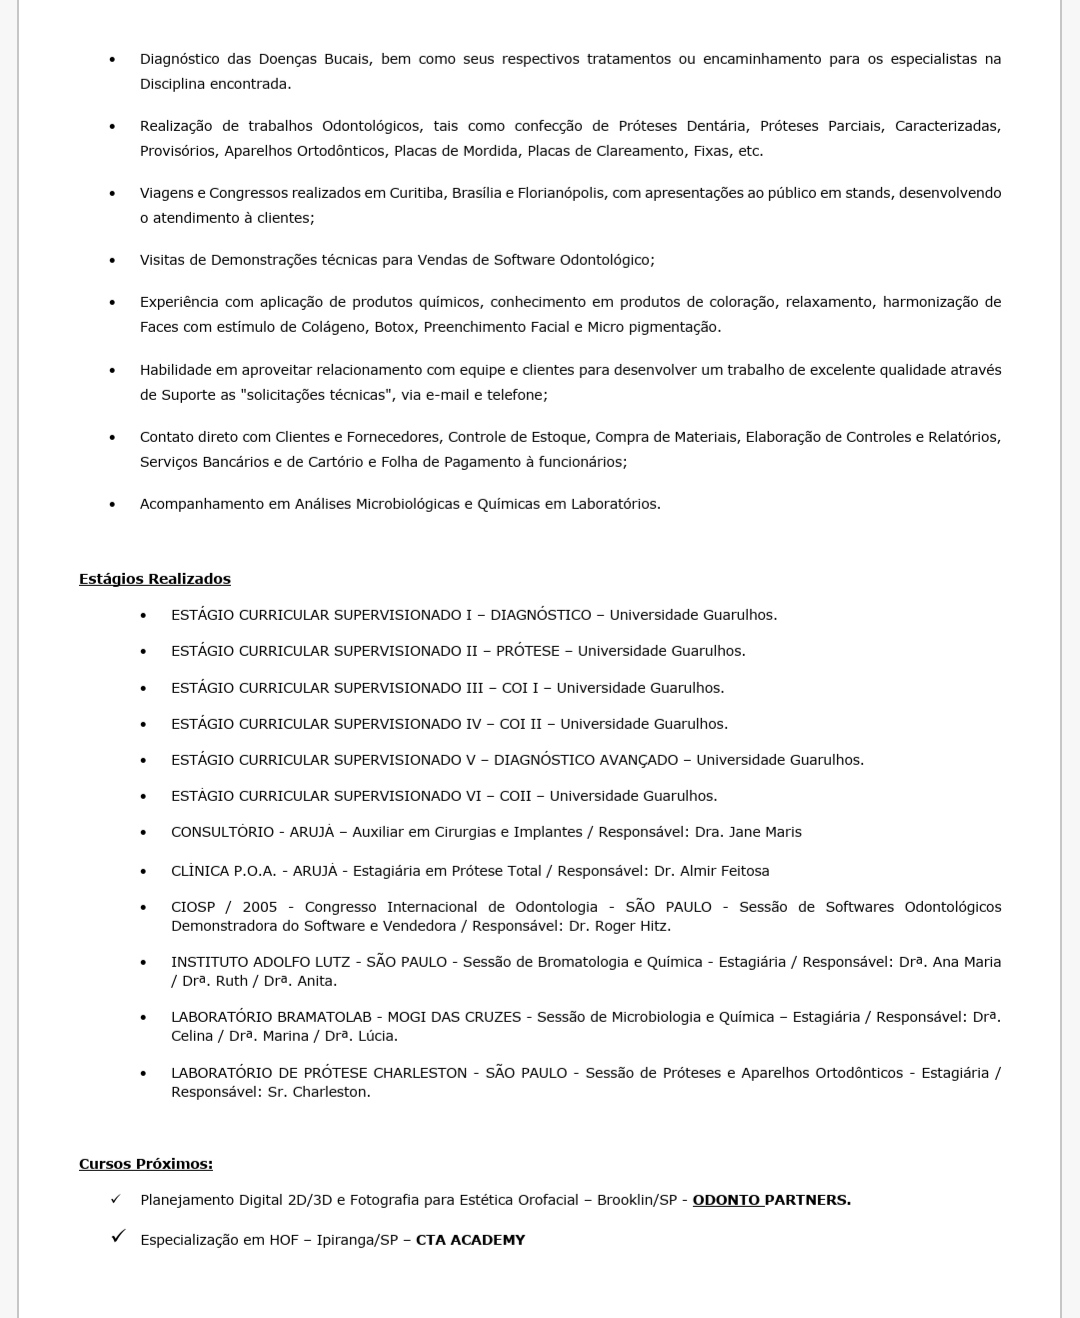 • Diagnóstico das Doenças Bucais, bem como seus respectivos tratamentos ou encaminhamento para os especialistas na
Disciplina encontrada.
• Realização de trabalhos Odontológicos, tais como confecção de Próteses Dentária, Próteses Parciais, Caracterizadas,
Provisórios, Aparelhos Ortodônticos, Placas de Mordida, Placas de Clareamento, Fixas, etc.
• Viagens e Congressos realizados em Curitiba, Brasília e Florianópolis, com apresentações ao público em stands, desenvolvendo
o atendimento à clientes;
• Visitas de Demonstrações técnicas para Vendas de Software Odontológico;
• Experiência com aplicação de produtos químicos, conhecimento em produtos de coloração, relaxamento, harmonização de
Faces com estímulo de Colágeno, Botox, Preenchimento Facial e Micro pigmentação.
• Habilidade em aproveitar relacionamento com equipe e clientes para desenvolver um trabalho de excelente qualidade através
de Suporte as "solicitações técnicas", via e-mail e telefone;
• Contato direto com Clientes e Fornecedores, Controle de Estoque, Compra de Materiais, Elaboração de Controles e Relatórios,
Serviços Bancários e de Cartório e Folha de Pagamento à funcionários;
• Acompanhamento em Análises Microbiológicas e Químicas em Laboratórios.
Estágios Realizados
• ESTÁGIO CURRICULAR SUPERVISIONADO I – DIAGNÓSTICO – Universidade Guarulhos.
• ESTÁGIO CURRICULAR SUPERVISIONADO II – PRÓTESE – Universidade Guarulhos.
• ESTÁGIO CURRICULAR SUPERVISIONADO III – COI I – Universidade Guarulhos.
• ESTÁGIO CURRICULAR SUPERVISIONADO IV – COI II – Universidade Guarulhos.
• ESTÁGIO CURRICULAR SUPERVISIONADO V – DIAGNÓSTICO AVANÇADO – Universidade Guarulhos.
• ESTÁGIO CURRICULAR SUPERVISIONADO VI – COII – Universidade Guarulhos.
• CONSULTÓRIO - ARUJÁ – Auxiliar em Cirurgias e Implantes / Responsável: Dra. Jane Maris
• CLÍNICA P.O.A. - ARUJÁ - Estagiária em Prótese Total / Responsável: Dr. Almir Feitosa
• CIOSP / 2005 - Congresso Internacional de Odontologia - SÃO PAULO - Sessão de Softwares Odontológicos
Demonstradora do Software e Vendedora / Responsável: Dr. Roger Hitz.
• INSTITUTO ADOLFO LUTZ - SÃO PAULO - Sessão de Bromatologia e Química - Estagiária / Responsável: Drª. Ana Maria
/ Drª. Ruth / Drª. Anita.
• LABORATÓRIO BRAMATOLAB - MOGI DAS CRUZES - Sessão de Microbiologia e Química – Estagiária / Responsável: Drª.
Celina / Drª. Marina / Drª. Lúcia.
• LABORATÓRIO DE PRÓTESE CHARLESTON - SÃO PAULO - Sessão de Próteses e Aparelhos Ortodônticos - Estagiária /
Responsável: Sr. Charleston.
Cursos Próximos:
✓ Planejamento Digital 2D/3D e Fotografia para Estética Orofacial – Brooklin/SP - ODONTO PARTNERS.
✓ Especialização em HOF – Ipiranga/SP – CTA ACADEMY